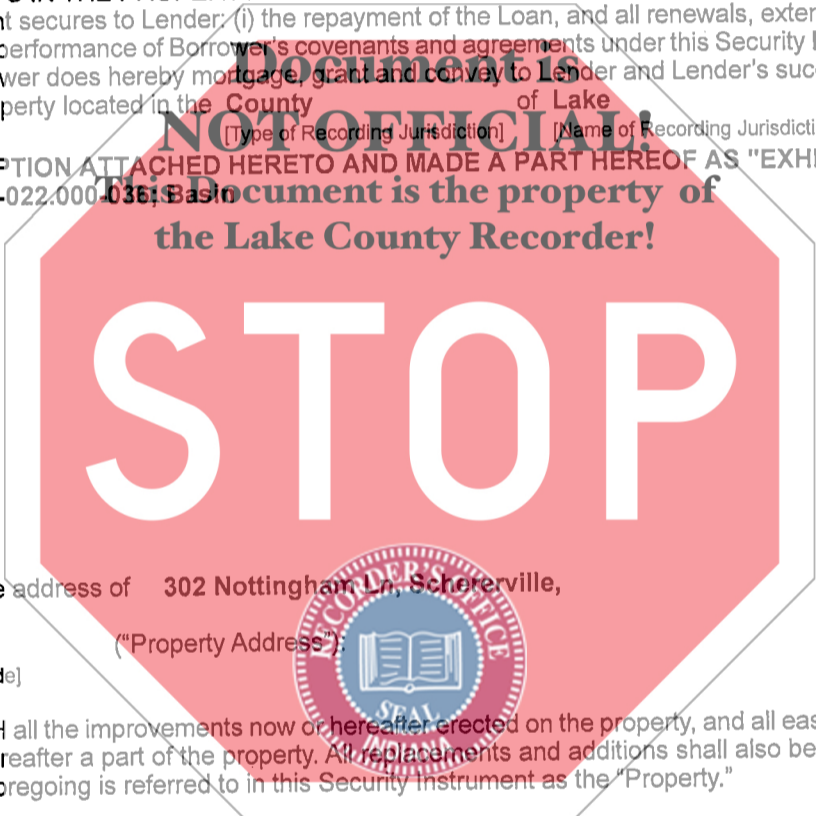 t secures to Lender: (i) the repayment of the Loan, and all renewals, exter
performance of Borrower's covenants and agreements under this Security I
wer does hereby mortgage, grant and convey to Lender and Lender's suc
Document is
perty located in the County of Lake
NOT OFFICIAL!
[Type of Recording Jurisdiction] [Name of Recording Jurisdicti
PTION ATTACHED HERETO AND MADE A PART HEREOF AS "EXHI
-022.000-036; Basin
This Document is the property of
the Lake County Recorder!
STOP
e address of 302 Nottingham Ln, Schererville,
RECORDER'S OFFICE
("Property Address"):
de]
SEAL
INDIANA
H all the improvements now or hereafter erected on the property, and all eas
reafter a part of the property. All replacements and additions shall also be
oregoing is referred to in this Security Instrument as the "Property."